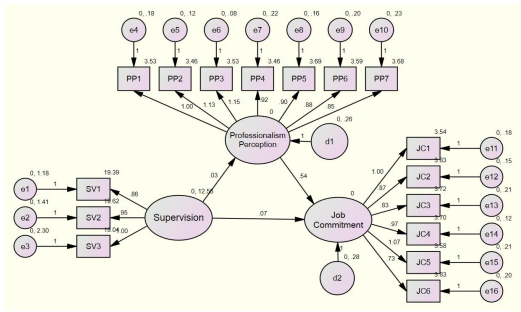 0, .18
0, .12
0, .08
0, .22
0, .16
0, .20
0, .23
e4
e5
e6
e7
e8
e9
e10
1
1
1
1
1
1
1
3.53
3.46
3.53
3.46
3.69
3.59
3.68
PP1
PP2
PP3
PP4
PP5
PP6
PP7
1.00
1.13
1.15
.92
.90
.88
.85
0
Professionalism
Perception
1
0, .26
d1
.03
.54
0, 1.18
e1
1
19.39
SV1
.86
0, 1.41
e2
1
SV2
.95
0, 2.30
e3
1
SV3
1.00
Supervision
.07
0
Job
Commitment
1
0, .28
d2
3.54
JC1
1
0, .18
e11
1.00
JC2
1
0, .15
e12
.87
3.72
JC3
1
0, .21
e13
.83
3.70
JC4
1
0, .12
e14
.97
3.58
JC5
1
0, .21
e15
1.07
3.83
JC6
1
0, .20
e16
.73